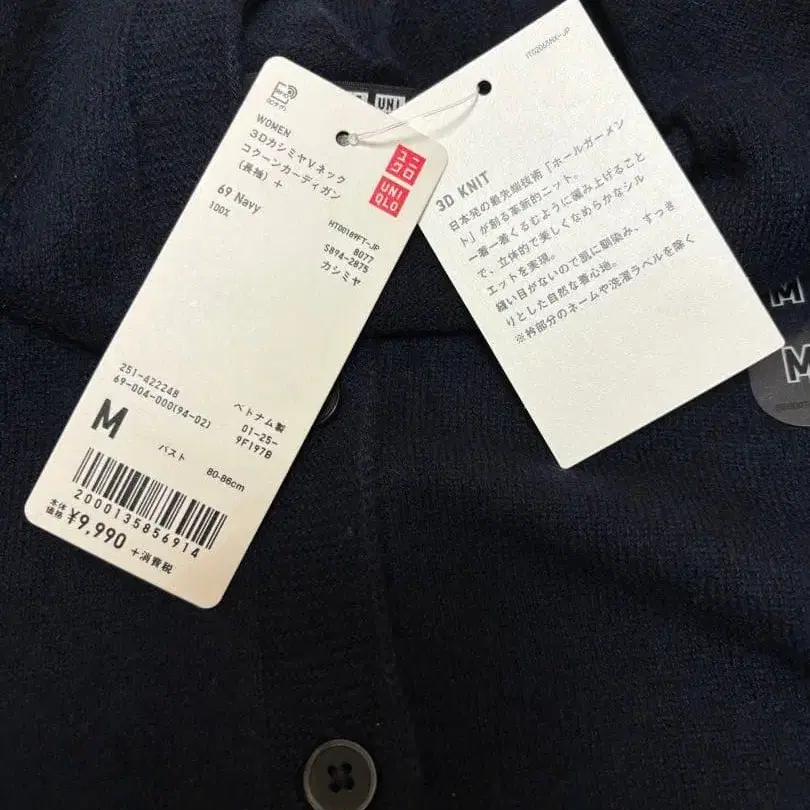 WOMEN
3DカシミヤVネック
コクーンカーディガン
(長袖)+
69 Navy
100%
HT00189FT-JP
8077
S894-2875
カシミヤ
ユニ
クロ
UNI
QLO
251-422248
69-004-000(94-02)
M
ベトナム製
01-25-
9F197B
バスト
80-86cm
2000135856914
本体
価格 ¥9,990 +消費税
UNI
IT02065NX-JP
3D KNIT
日本発の最先端技術「ホールガーメン
ト」が創る革新的ニット。
一着一着くるむように編み上げること
で、立体的で美しくなめらかなシル
エットを実現。
縫い目がないので肌に馴染み、すっき
りとした自然な着心地。
※衿部分のネームや洗濯ラベルを除く
M
M